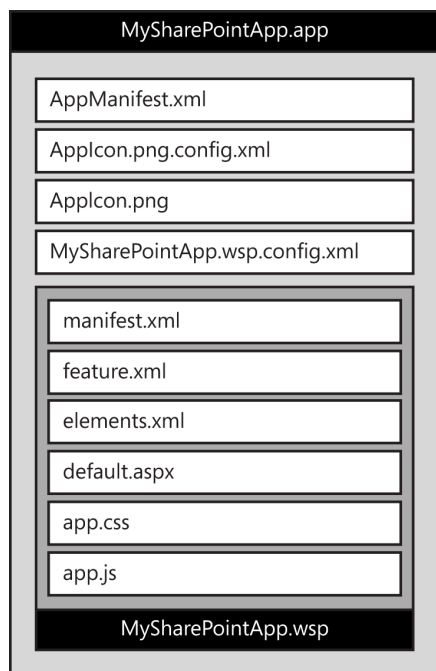 MySharePointApp.app
AppManifest.xml
AppIcon.png.config.xml
AppIcon.png
MySharePointApp.wsp.config.xml
manifest.xml
feature.xml
elements.xml
default.aspx
app.css
app.js
MySharePointApp.wsp